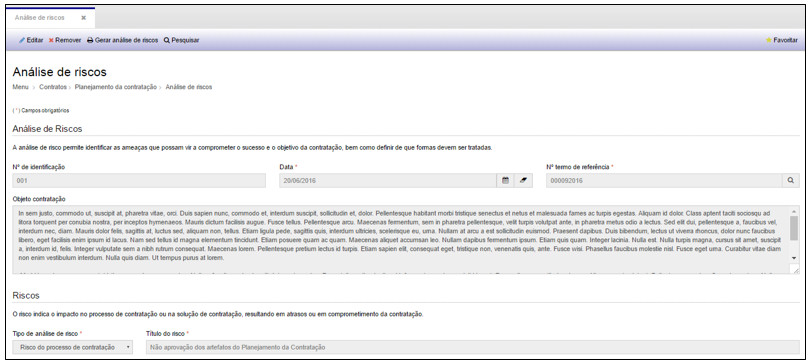 Análise de riscos ×
Editar × Remover Gerar análise de riscos Pesquisar Favoritar
Análise de riscos
Menu › Contratos › Planejamento da contratação › Análise de riscos
( * ) Campos obrigatórios
Análise de Riscos
A análise de risco permite identificar as ameaças que possam vir a comprometer o sucesso e o objetivo da contratação, bem como definir de que formas devem ser tratadas.
Nº de identificação Data * Nº termo de referência *
001 20/06/2016 000092016
Objeto contratação
In sem justo, commodo ut, suscipit at, pharetra vitae, orci. Duis sapien nunc, commodo et, interdum suscipit, sollicitudin et, dolor. Pellentesque habitant morbi tristique senectus et netus et malesuada fames ac turpis egestas. Aliquam id dolor. Class aptent taciti sociosqu ad
litora torquent per conubia nostra, per inceptos hymenaeos. Mauris dictum facilisis augue. Fusce tellus. Pellentesque arcu. Maecenas fermentum, sem in pharetra pellentesque, velit turpis volutpat ante, in pharetra metus odio a lectus. Sed elit dui, pellentesque a, faucibus vel,
interdum nec, diam. Mauris dolor felis, sagittis at, luctus sed, aliquam non, tellus. Etiam ligula pede, sagittis quis, interdum ultricies, scelerisque eu, urna. Nullam at arcu a est sollicitudin euismod. Praesent dapibus. Duis bibendum, lectus ut viverra rhoncus, dolor nunc faucibus
libero, eget facilisis enim ipsum id lacus. Nam sed tellus id magna elementum tincidunt. Etiam posuere quam ac quam. Maecenas aliquet accumsan leo. Nullam dapibus fermentum ipsum. Etiam quis quam. Integer lacinia. Nulla est. Nulla turpis magna, cursus sit amet, suscipit
a, interdum id, felis. Integer vulputate sem a nibh rutrum consequat. Maecenas lorem. Pellentesque pretium lectus id turpis. Etiam sapien elit, consequat eget, tristique non, venenatis quis, ante. Fusce wisi. Phasellus faucibus molestie nisl. Fusce eget urna. Curabitur vitae diam
non enim vestibulum interdum. Nulla quis diam. Ut tempus purus at lorem.
Riscos
O risco indica o impacto no processo de contratação ou na solução de contratação, resultando em atrasos ou em comprometimento da contratação.
Tipo de análise de risco * Título do risco *
Risco do processo de contratação Não aprovação dos artefatos do Planejamento da Contratação